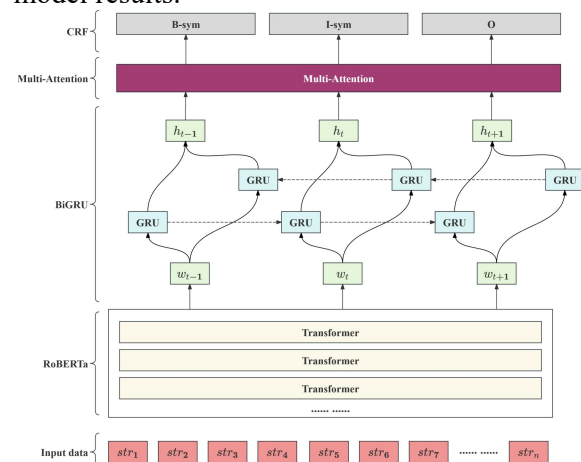 model results.
CRF
B-sym I-sym O
Multi-Attention
Multi-Attention
h_{t-1} h_t h_{t+1}
GRU GRU GRU
BiGRU
GRU GRU GRU
w_{t-1} w_t w_{t+1}
Transformer
Transformer
RoBERTa
Transformer
...... ......
Input data str_1 str_2 str_3 str_4 str_5 str_6 str_7 ...... ...... str_n